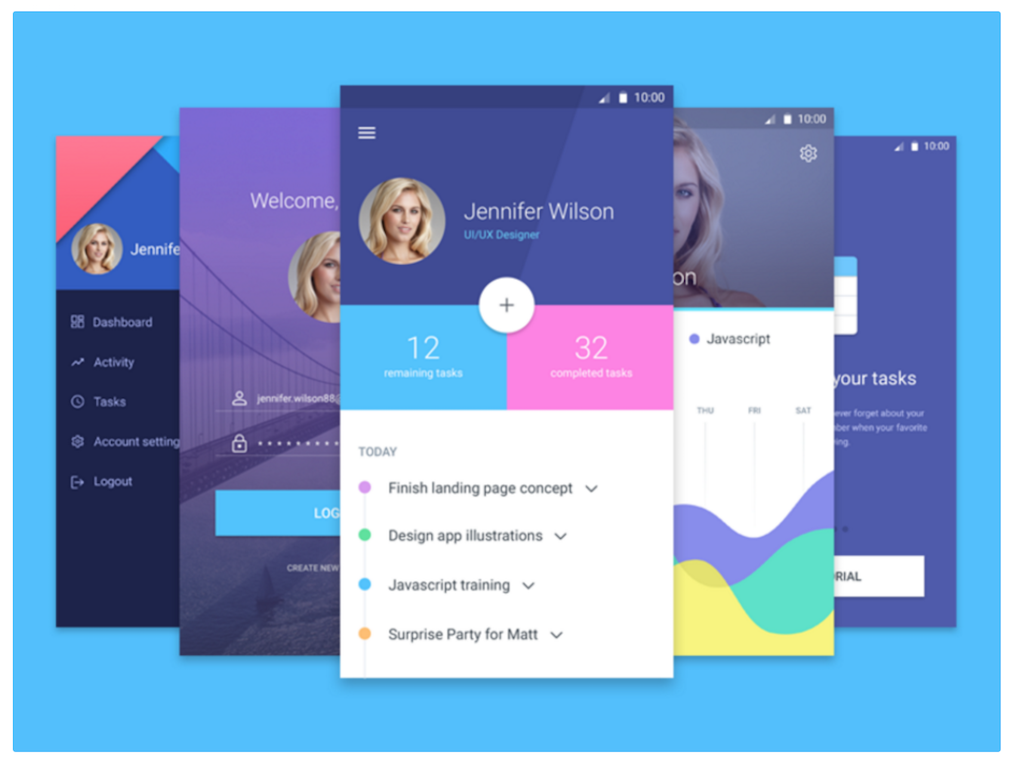 Jennife
Dashboard
Activity
Tasks
Account setting
Logout
Welcome,
jennifer.wilson88@
LOG
CREATE NEW
10:00
Jennifer Wilson
UI/UX Designer
+
12
remaining tasks
32
completed tasks
TODAY
Finish landing page concept
Design app illustrations
Javascript training
Surprise Party for Matt
10:00
on
Javascript
THU FRI SAT
10:00
your tasks
ever forget about your
ber when your favorite
ing.
RIAL